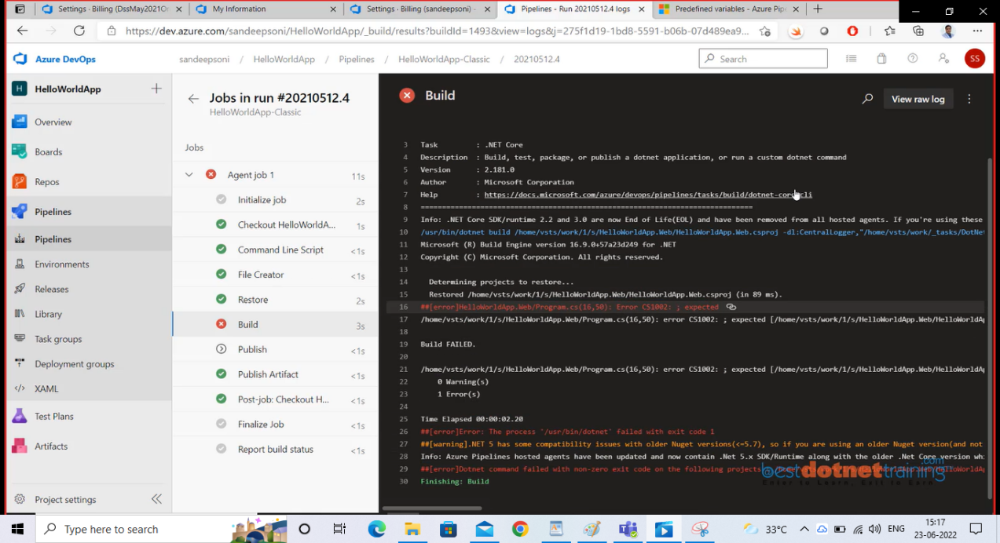 Settings - Billing (DssMay2021Or
My Information
Settings - Billing (sandeepsoni) -
Pipelines - Run 20210512.4 logs
Predefined variables - Azure Pip
https://dev.azure.com/sandeepsoni/HelloWorldApp/_build/results?buildId=1493&view=logs&j=275f1d19-1bd8-5591-b06b-07d489ea9...
Azure DevOps
sandeepsoni / HelloWorldApp / Pipelines / HelloWorldApp-Classic / 20210512.4
Search
SS
H HelloWorldApp
Overview
Boards
Repos
Pipelines
Pipelines
Environments
Releases
Library
Task groups
Deployment groups
XAML
Test Plans
Artifacts
Project settings
Jobs in run #20210512.4
HelloWorldApp-Classic
Jobs
Agent job 1 11s
Initialize job 2s
Checkout HelloWorldA... 1s
Command Line Script <1s
File Creator <1s
Restore 2s
Build 3s
Publish <1s
Publish Artifact <1s
Post-job: Checkout H... <1s
Finalize Job <1s
Report build status <1s
Build
View raw log
3 Task : .NET Core
4 Description : Build, test, package, or publish a dotnet application, or run a custom dotnet command
5 Version : 2.181.0
6 Author : Microsoft Corporation
7 Help : https://docs.microsoft.com/azure/devops/pipelines/tasks/build/dotnet-core-cli
8 ==============================================================================
9 Info: .NET Core SDK/runtime 2.2 and 3.0 are now End of Life(EOL) and have been removed from all hosted agents. If you're using these
10 /usr/bin/dotnet build /home/vsts/work/1/s/HelloWorldApp.Web/HelloWorldApp.Web.csproj -dl:CentralLogger,"/home/vsts/work/_tasks/DotNet
11 Microsoft (R) Build Engine version 16.9.0+57a23d249 for .NET
12 Copyright (C) Microsoft Corporation. All rights reserved.
13
14 Determining projects to restore...
15 Restored /home/vsts/work/1/s/HelloWorldApp.Web/HelloWorldApp.Web.csproj (in 89 ms).
16 ##[error]HelloWorldApp.Web/Program.cs(16,50): Error CS1002: ; expected
17 /home/vsts/work/1/s/HelloWorldApp.Web/Program.cs(16,50): error CS1002: ; expected [/home/vsts/work/1/s/HelloWorldApp.Web/HelloWorldAp
18
19 Build FAILED.
20
21 /home/vsts/work/1/s/HelloWorldApp.Web/Program.cs(16,50): error CS1002: ; expected [/home/vsts/work/1/s/HelloWorldApp.Web/HelloWorldAp
22 0 Warning(s)
23 1 Error(s)
24
25 Time Elapsed 00:00:02.20
26 ##[error]Error: The process '/usr/bin/dotnet' failed with exit code 1
27 ##[warning].NET 5 has some compatibility issues with older Nuget versions(<=5.7), so if you are using an older Nuget version(and not
28 Info: Azure Pipelines hosted agents have been updated and now contain .Net 5.x SDK/Runtime along with the older .Net Core version wh
29 ##[error]Dotnet command failed with non-zero exit code on the following projects
30 Finishing: Build
bestdotnettraining.com
Type here to search
33°C
ENG
15:17
23-06-2022